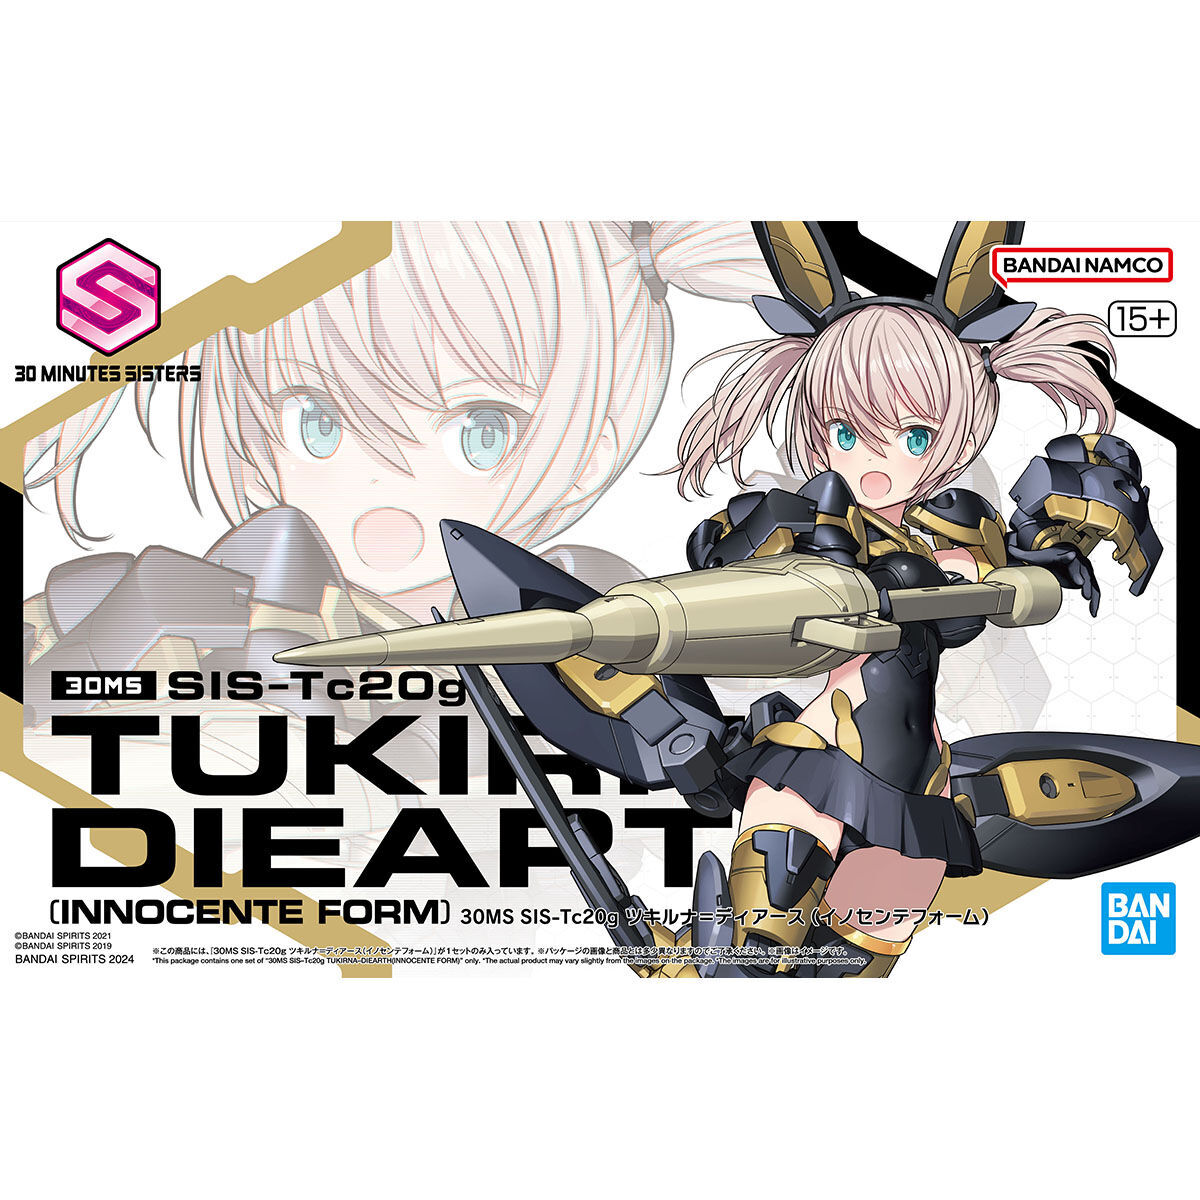 S
30 MINUTES SISTERS
BANDAI NAMCO
15+
30MS SIS-Tc20g
TUKIR
DIEART
(INNOCENTE FORM) 30MS SIS-Tc20g ツキルナ=ディアース（イノセンテフォーム）
©BANDAI SPIRITS 2021
©BANDAI SPIRITS 2019
BANDAI SPIRITS 2024
※この商品には、「30MS SIS-Tc20g ツキルナ=ディアース（イノセンテフォーム）」が1セットのみ入っています。 ※パッケージの画像と商品とは多少異なりますのでご了承ください。 ※画像はイメージです。
*This package contains one set of "30MS SIS-Tc20g TUKIRNA=DIEARTH(INNOCENTE FORM)" only. *The actual product may vary slightly from the images on the package. *The images are for illustrative purposes only.
BAN
DAI